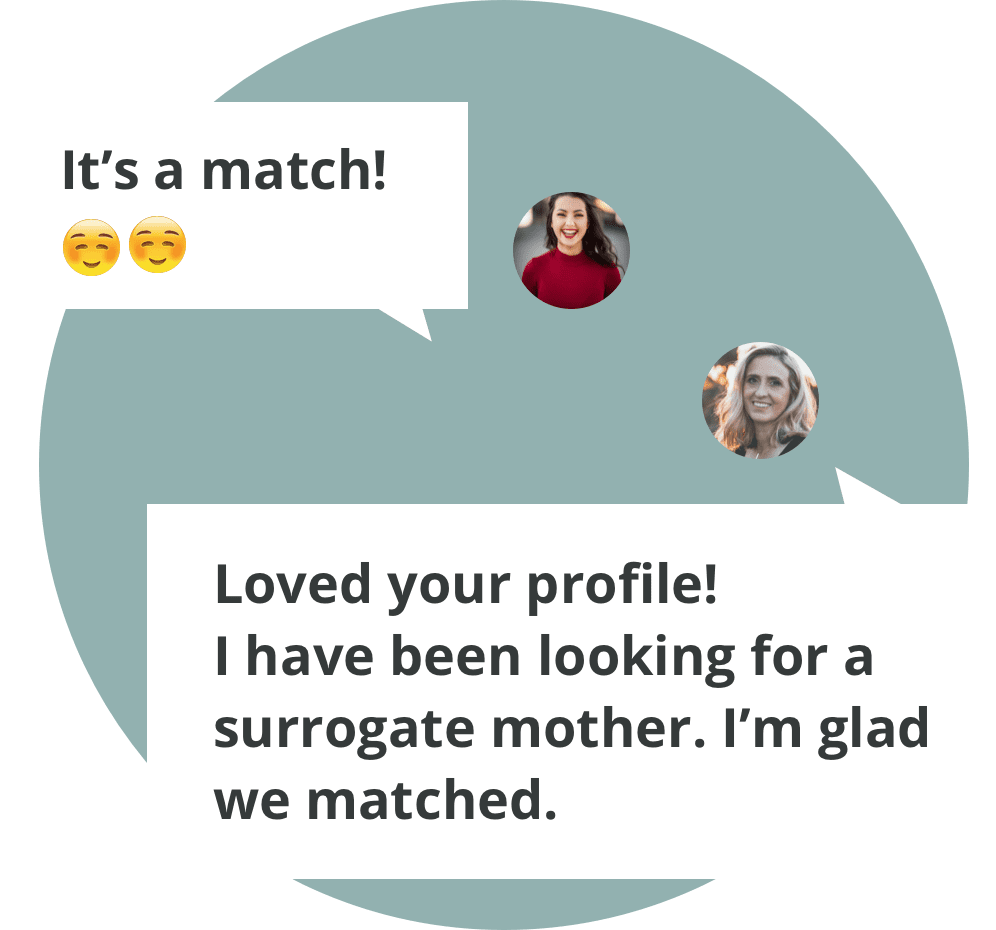 It’s a match!
☺️☺️
Loved your profile!
I have been looking for a
surrogate mother. I’m glad
we matched.